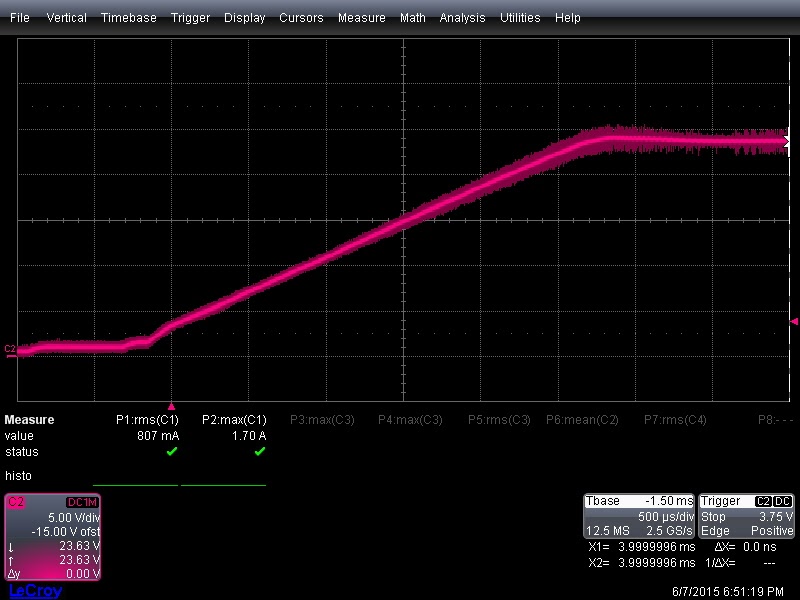 File Vertical Timebase Trigger Display Cursors Measure Math Analysis Utilities Help
C2
Measure P1:rms(C1) P2:max(C1) P3:max(C3) P4:max(C3) P5:rms(C3) P6:mean(C2) P7:rms(C4) P8:- - -
value 807 mA 1.70 A
status
histo
C2 DC1M
5.00 V/div
-15.00 V ofst
↓ 23.63 V
↑ 23.63 V
Δy 0.00 V
Tbase -1.50 ms
500 µs/div
12.5 MS 2.5 GS/s
Trigger C2 DC
Stop 3.75 V
Edge Positive
X1= 3.9999996 ms ΔX= 0.0 ns
X2= 3.9999996 ms 1/ΔX= ---
LeCroy
6/7/2015 6:51:19 PM